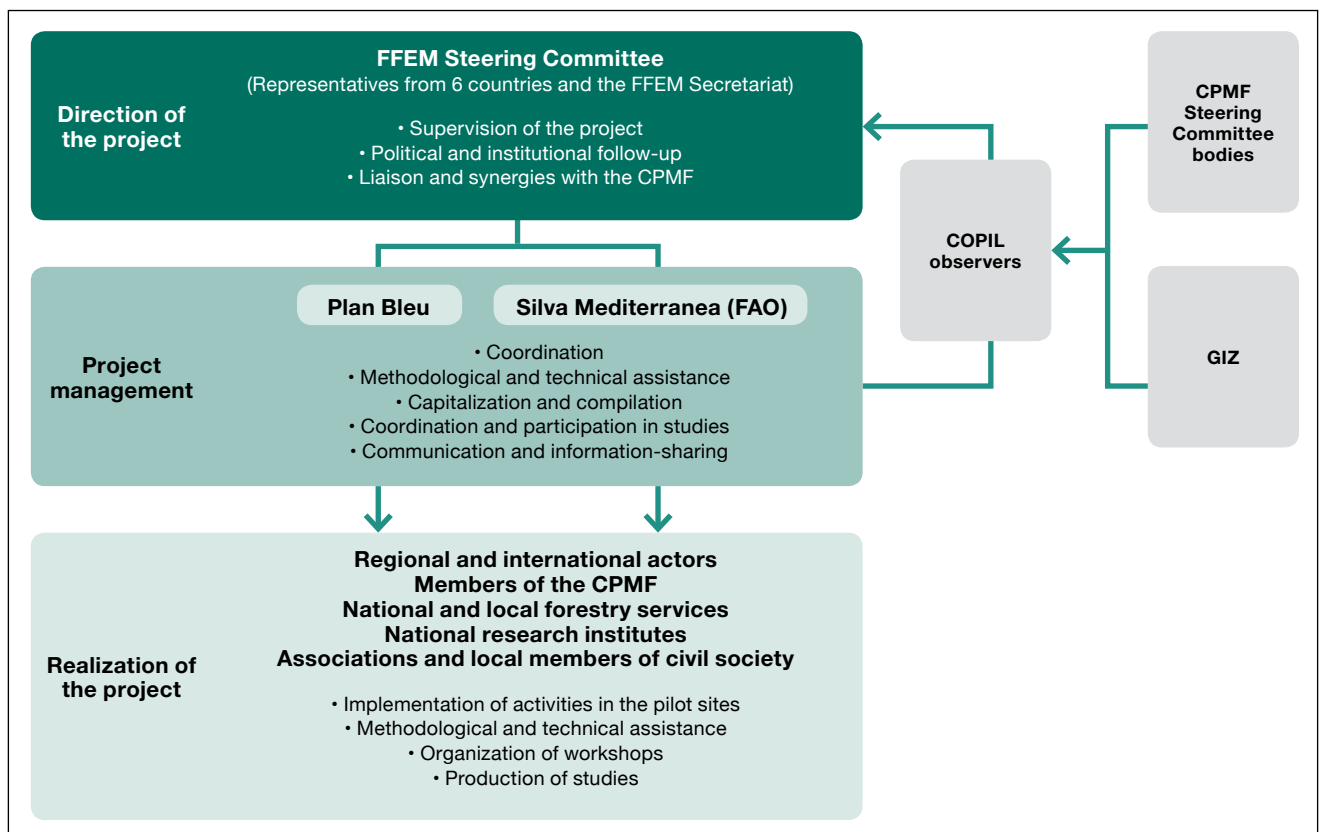 Direction of
the project
FFEM Steering Committee
(Representatives from 6 countries and the FFEM Secretariat)
• Supervision of the project
• Political and institutional follow-up
• Liaison and synergies with the CPMF
CPMF
Steering
Committee
bodies
COPIL
observers
GIZ
Project
management
Plan Bleu
Silva Mediterranea (FAO)
• Coordination
• Methodological and technical assistance
• Capitalization and compilation
• Coordination and participation in studies
• Communication and information-sharing
Realization of
the project
Regional and international actors
Members of the CPMF
National and local forestry services
National research institutes
Associations and local members of civil society
• Implementation of activities in the pilot sites
• Methodological and technical assistance
• Organization of workshops
• Production of studies